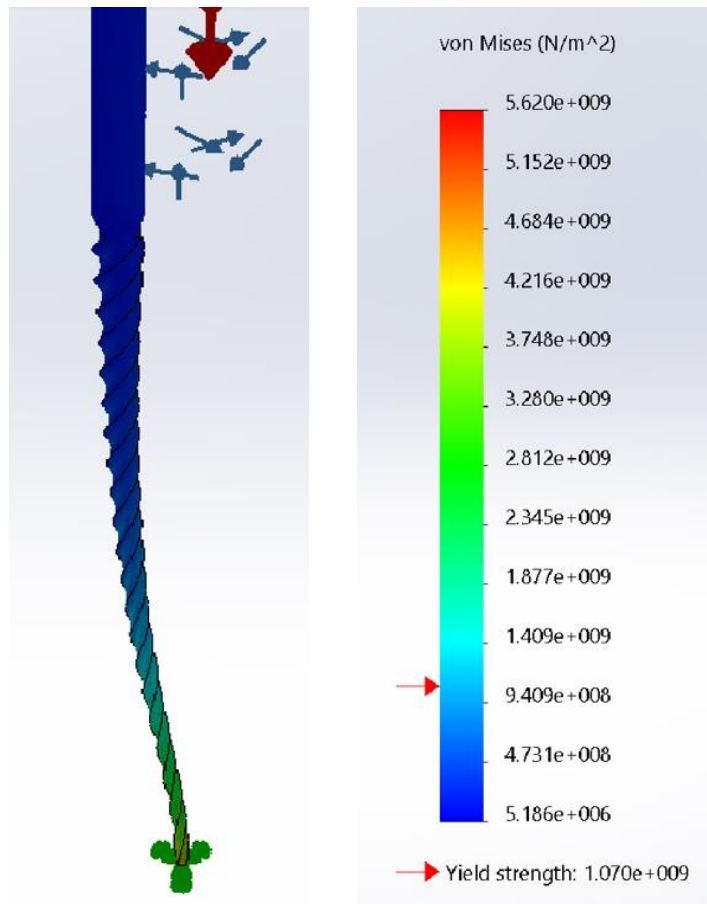 von Mises (N/m^2)
5.620e+009
5.152e+009
4.684e+009
4.216e+009
3.748e+009
3.280e+009
2.812e+009
2.345e+009
1.877e+009
1.409e+009
9.409e+008
4.731e+008
5.186e+006
Yield strength: 1.070e+009